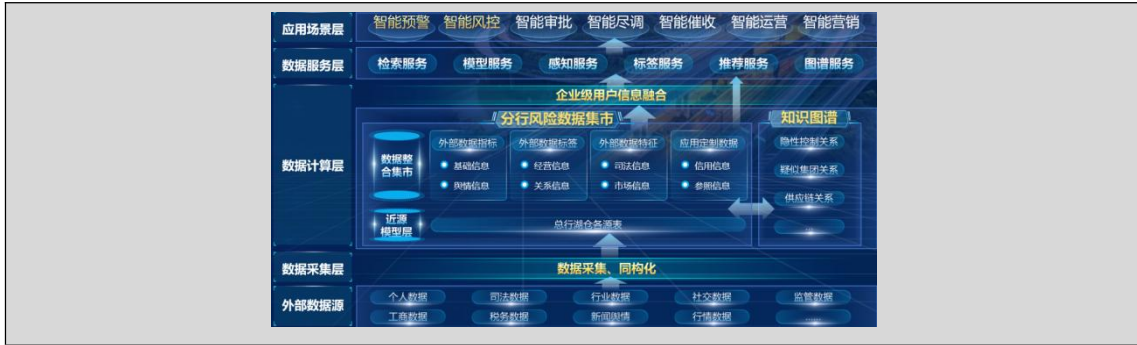 应用场景层
智能预警 智能风控 智能审批 智能尽调 智能催收 智能运营 智能营销
数据服务层
检索服务 模型服务 感知服务 标签服务 推荐服务 图谱服务
数据计算层
企业级用户信息融合
分行风险数据集市
知识图谱
数据整
合集市
外部数据指标 外部数据标签 外部数据特征 应用定制数据
基础信息 经营信息 司法信息 信用信息
舆情信息 关系信息 市场信息 参照信息
隐性控制关系
疑似集团关系
供应链关系
...
近源
模型层
总行湖仓各源表
数据采集层
数据采集、同构化
外部数据源
个人数据 司法数据 行业数据 社交数据 监管数据
工商数据 税务数据 新闻舆情 行情数据 ......